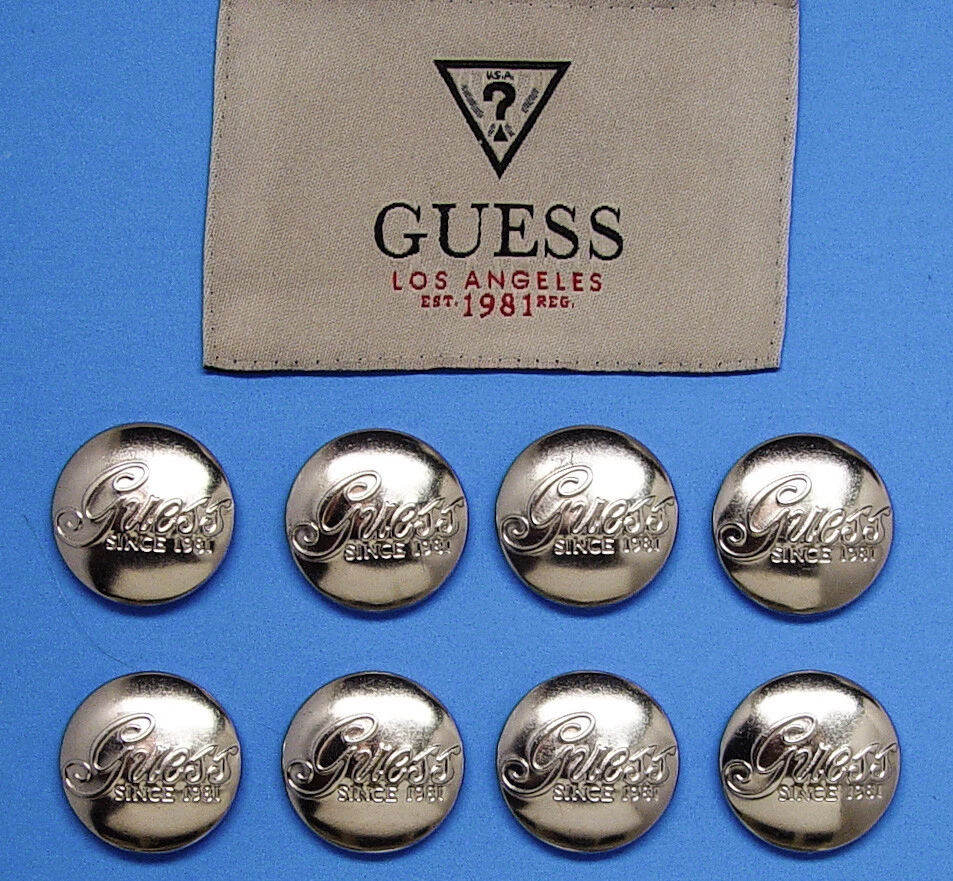 U.S.A.
?
GUESS
LOS ANGELES
EST. 1981 REG.
Guess Guess Guess Guess
SINCE 1981 SINCE 1981 SINCE 1981 SINCE 1981
Guess Guess Guess Guess
SINCE 1981 SINCE 1981 SINCE 1981 SINCE 1981